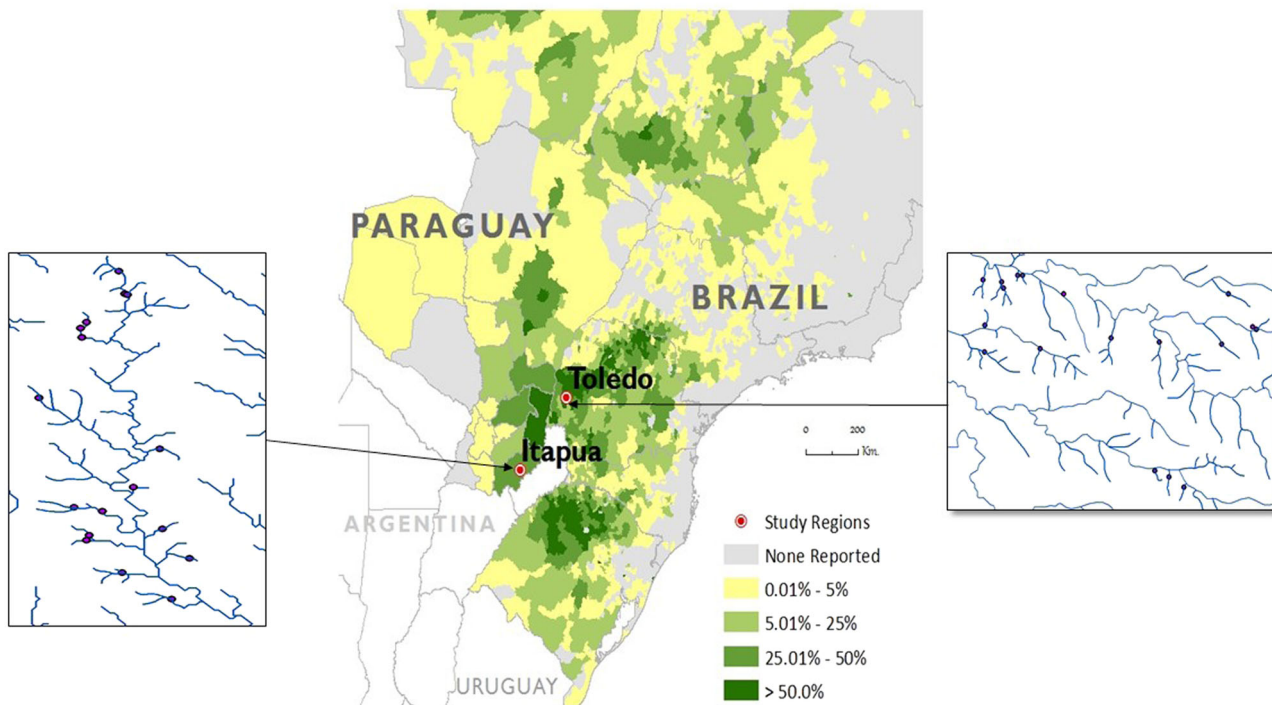 PARAGUAY
BRAZIL
Toledo
Itapua
0 200
Km.
ARGENTINA
URUGUAY
Study Regions
None Reported
0.01% - 5%
5.01% - 25%
25.01% - 50%
> 50.0%